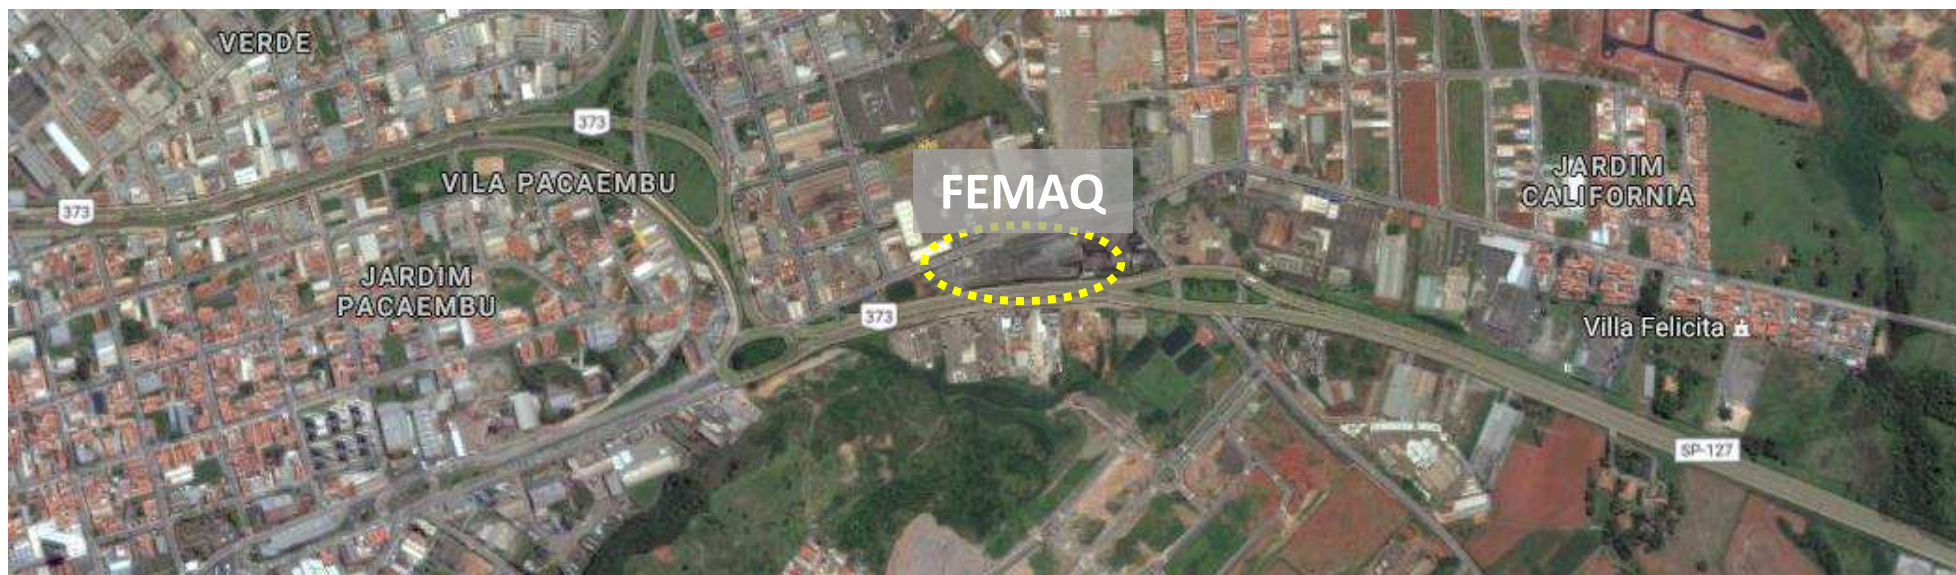 VERDE
373
VILA PACAEMBU
373
FEMAQ
JARDIM
CALIFORNIA
JARDIM
PACAEMBU
373
Villa Felicita
SP-127